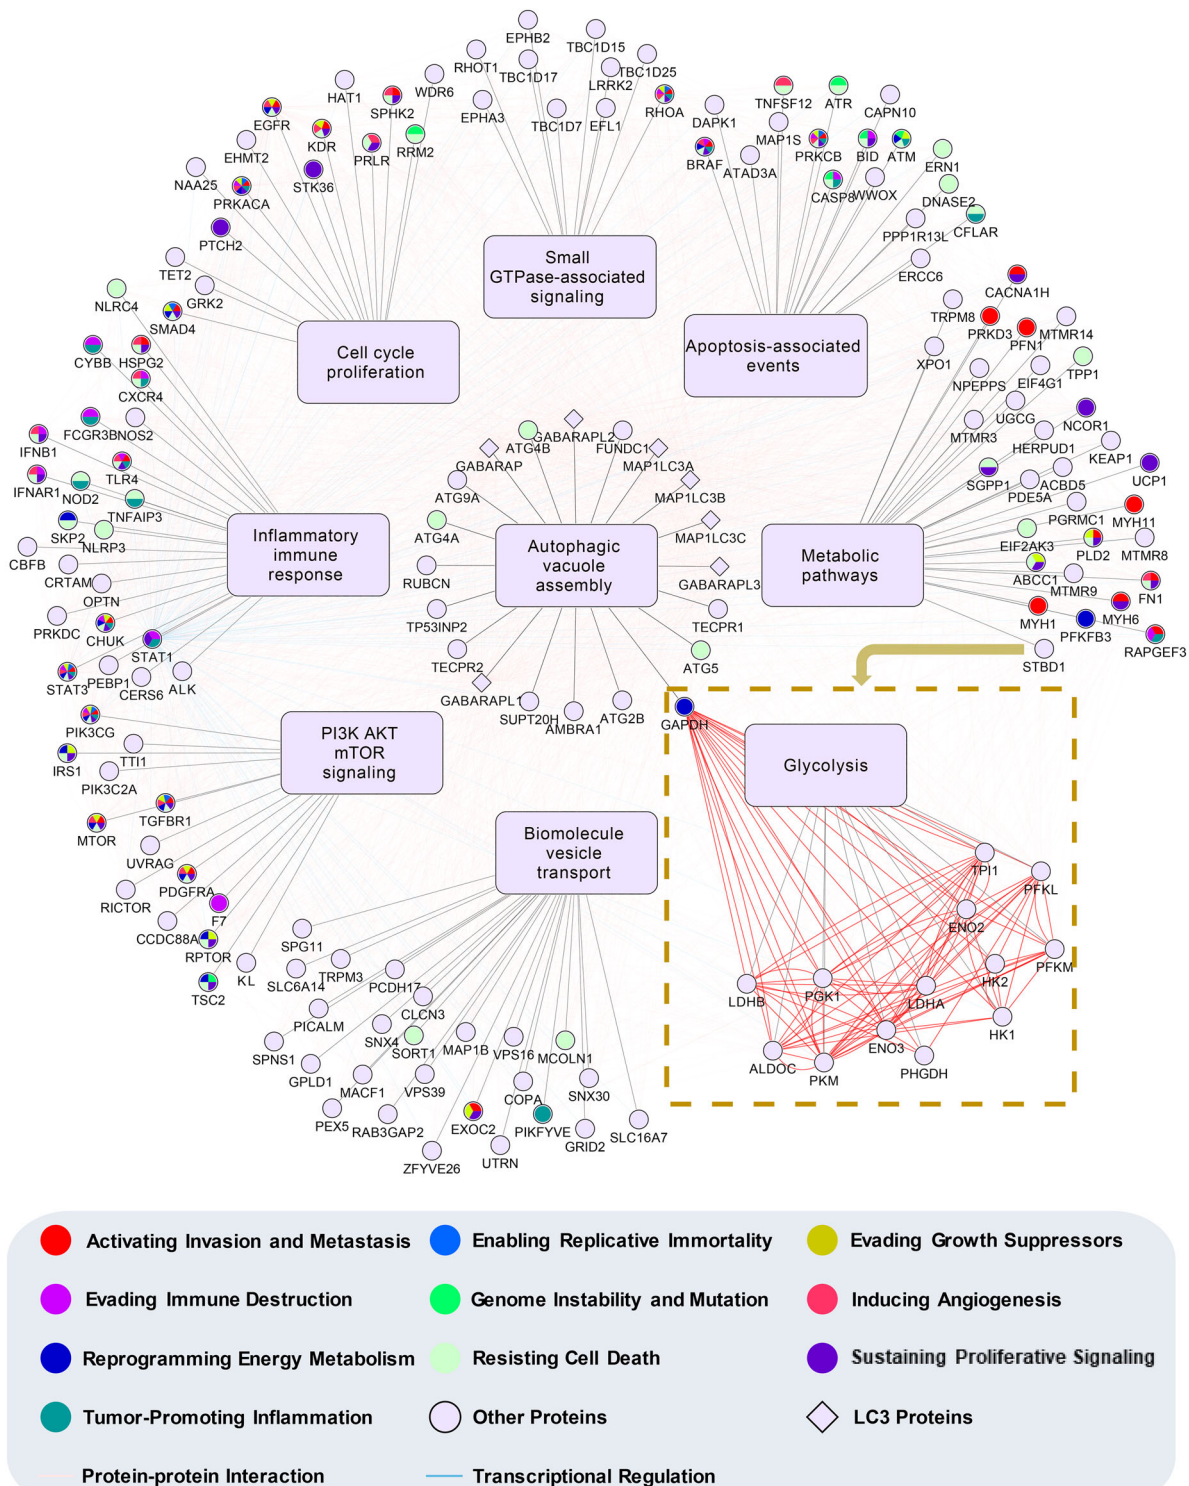 EPHB2
TBC1D15
RHOT1
TBC1D17
LRRK2
TBC1D25
HAT1
WDR6
EPHA3
TBC1D7
EFL1
RHOA
EGFR
SPHK2
KDR
PRLR
RRM2
EHMT2
NAA25
STK36
PRKACA
PTCH2
TET2
GRK2
SMAD4
DAPK1
TNFSF12
ATR
CAPN10
MAP1S
BRAF
ATAD3A
PRKCB
BID
ATM
CASP8
WWOX
ERN1
DNASE2
PPP1R13L
CFLAR
ERCC6
Small
GTPase-associated
signaling
Cell cycle
proliferation
Apoptosis-associated
events
NLRC4
CYBB
HSPG2
CXCR4
FCGR3B
NOS2
IFNB1
TLR4
IFNAR1
NOD2
TNFAIP3
SKP2
NLRP3
CBFB
CRTAM
OPTN
PRKDC
CHUK
STAT1
STAT3
PEBP1
CERS6
ALK
Inflammatory
immune
response
CACNA1H
TRPM8
PRKD3
PFN1
MTMR14
XPO1
NPEPPS
EIF4G1
TPP1
UGCG
NCOR1
MTMR3
HERPUD1
KEAP1
SGPP1
PDE5A
ACBD5
UCP1
PGRMC1
MYH11
EIF2AK3
PLD2
MTMR8
ABCC1
MTMR9
FN1
MYH1
PFKFB3
MYH6
RAPGEF3
STBD1
Metabolic
pathways
ATG4B
GABARAPL2
FUNDC1
GABARAP
MAP1LC3A
ATG9A
MAP1LC3B
ATG4A
MAP1LC3C
RUBCN
GABARAPL3
TP53INP2
TECPR1
TECPR2
ATG5
GABARAPL1
SUPT20H
AMBRA1
ATG2B
GAPDH
Autophagic
vacuole
assembly
PIK3CG
TTI1
IRS1
PIK3C2A
TGFBR1
MTOR
UVRAG
PDGFRA
RICTOR
F7
CCDC88A
RPTOR
KL
TSC2
PI3K AKT
mTOR
signaling
Glycolysis
TPI1
PFKL
ENO2
PFKM
HK2
LDHB
PGK1
LDHA
HK1
ENO3
ALDOC
PKM
PHGDH
Biomolecule
vesicle
transport
SPG11
TRPM3
SLC6A14
PCDH17
CLCN3
PICALM
SNX4
SORT1
MAP1B
VPS16
MCOLN1
SPNS1
GPLD1
MACF1
VPS39
COPA
SNX30
PEX5
RAB3GAP2
EXOC2
PIKFYVE
GRID2
SLC16A7
ZFYVE26
UTRN
Activating Invasion and Metastasis
Enabling Replicative Immortality
Evading Growth Suppressors
Evading Immune Destruction
Genome Instability and Mutation
Inducing Angiogenesis
Reprogramming Energy Metabolism
Resisting Cell Death
Sustaining Proliferative Signaling
Tumor-Promoting Inflammation
Other Proteins
LC3 Proteins
Protein-protein Interaction
Transcriptional Regulation